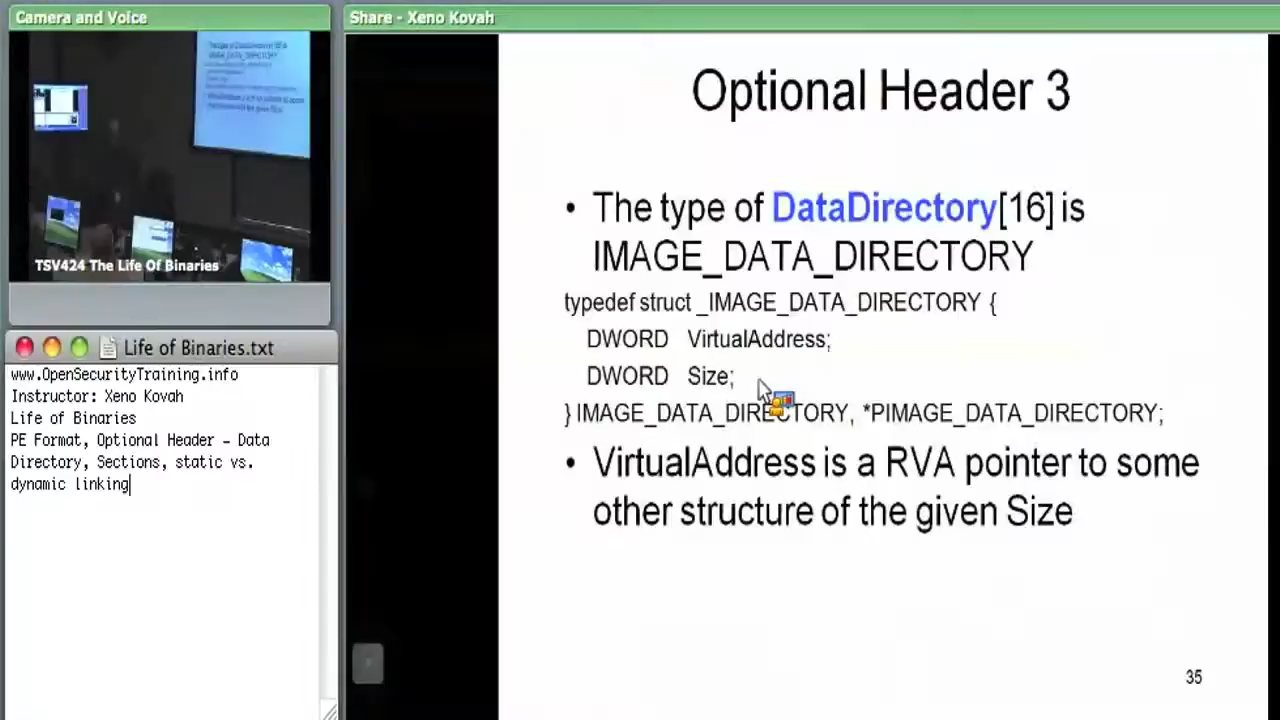 Camera and Voice
TSV424 The Life Of Binaries
Life of Binaries.txt
www.OpenSecurityTraining.info
Instructor: Xeno Kovah
Life of Binaries
PE Format, Optional Header – Data
Directory, Sections, static vs.
dynamic linking
Share - Xeno Kovah
Optional Header 3
• The type of DataDirectory[16] is
IMAGE_DATA_DIRECTORY
typedef struct _IMAGE_DATA_DIRECTORY {
DWORD VirtualAddress;
DWORD Size;
} IMAGE_DATA_DIRECTORY, *PIMAGE_DATA_DIRECTORY;
• VirtualAddress is a RVA pointer to some
other structure of the given Size
35